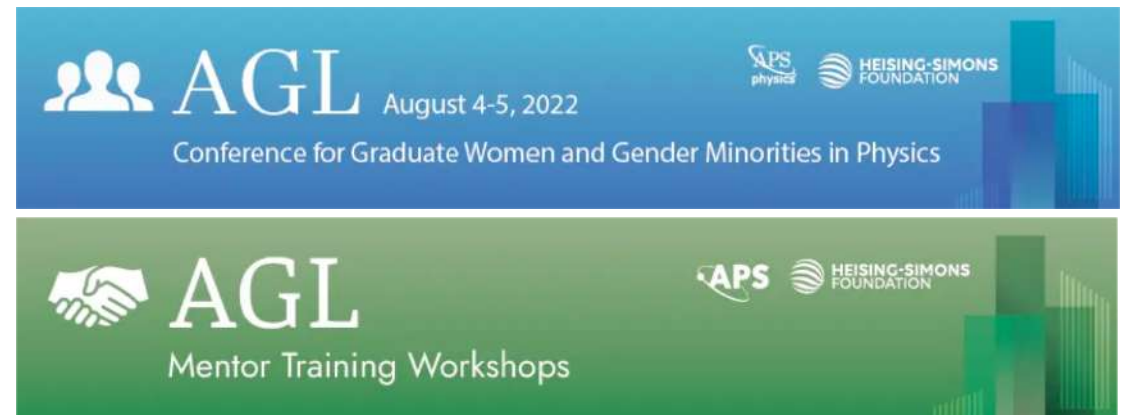 AGL August 4-5, 2022
Conference for Graduate Women and Gender Minorities in Physics
APS
physics
HEISING-SIMONS
FOUNDATION
AGL
Mentor Training Workshops
APS
HEISING-SIMONS
FOUNDATION